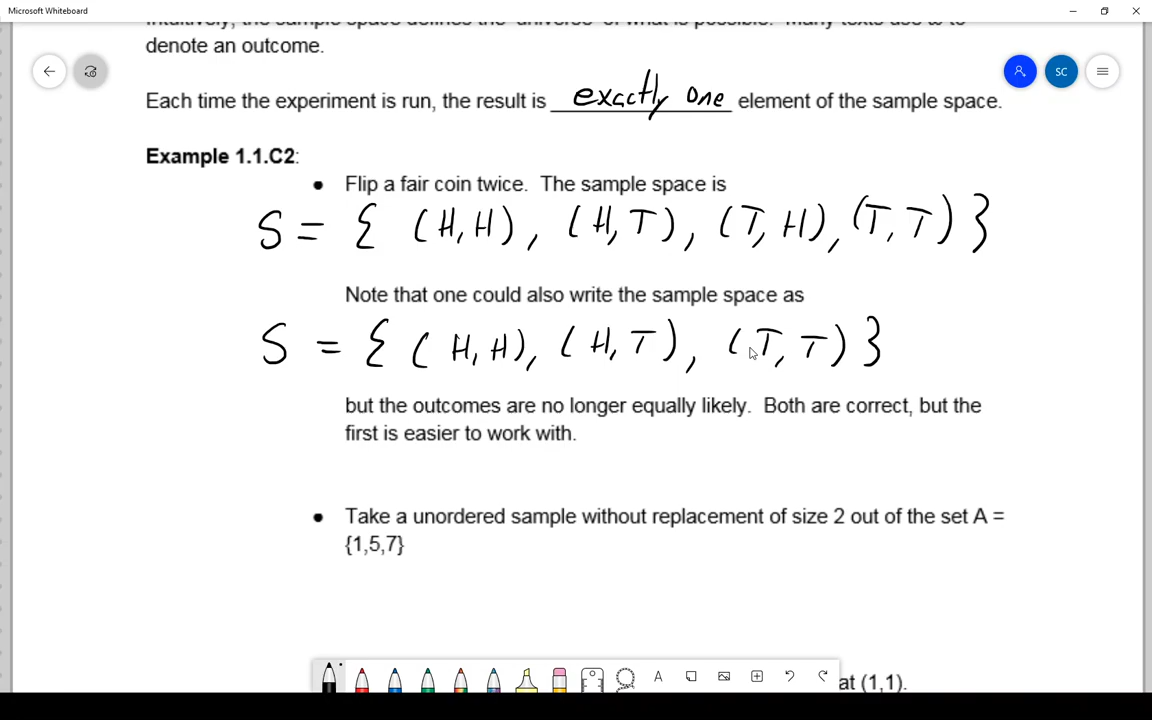 Microsoft Whiteboard
denote an outcome.
SC
Each time the experiment is run, the result is exactly one element of the sample space.
Example 1.1.C2:
• Flip a fair coin twice. The sample space is
S = { (H,H), (H,T), (T,H), (T,T) }
Note that one could also write the sample space as
S = { (H,H), (H,T), (T,T) }
but the outcomes are no longer equally likely. Both are correct, but the
first is easier to work with.
• Take a unordered sample without replacement of size 2 out of the set A =
{1,5,7}
at (1,1).